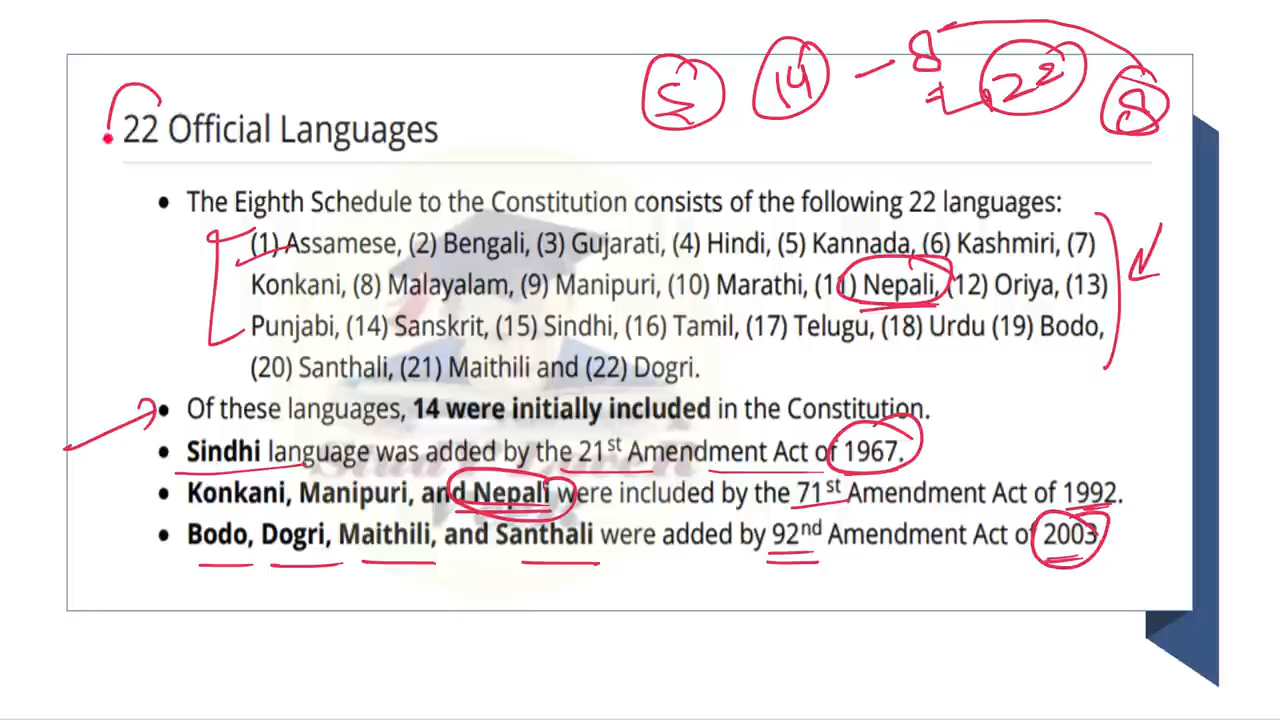 Σ 14 – 8 22 8
22 Official Languages
• The Eighth Schedule to the Constitution consists of the following 22 languages:
(1) Assamese, (2) Bengali, (3) Gujarati, (4) Hindi, (5) Kannada, (6) Kashmiri, (7)
Konkani, (8) Malayalam, (9) Manipuri, (10) Marathi, (11) Nepali, (12) Oriya, (13)
Punjabi, (14) Sanskrit, (15) Sindhi, (16) Tamil, (17) Telugu, (18) Urdu (19) Bodo,
(20) Santhali, (21) Maithili and (22) Dogri.
• Of these languages, 14 were initially included in the Constitution.
• Sindhi language was added by the 21st Amendment Act of 1967.
• Konkani, Manipuri, and Nepali were included by the 71st Amendment Act of 1992.
• Bodo, Dogri, Maithili, and Santhali were added by 92nd Amendment Act of 2003